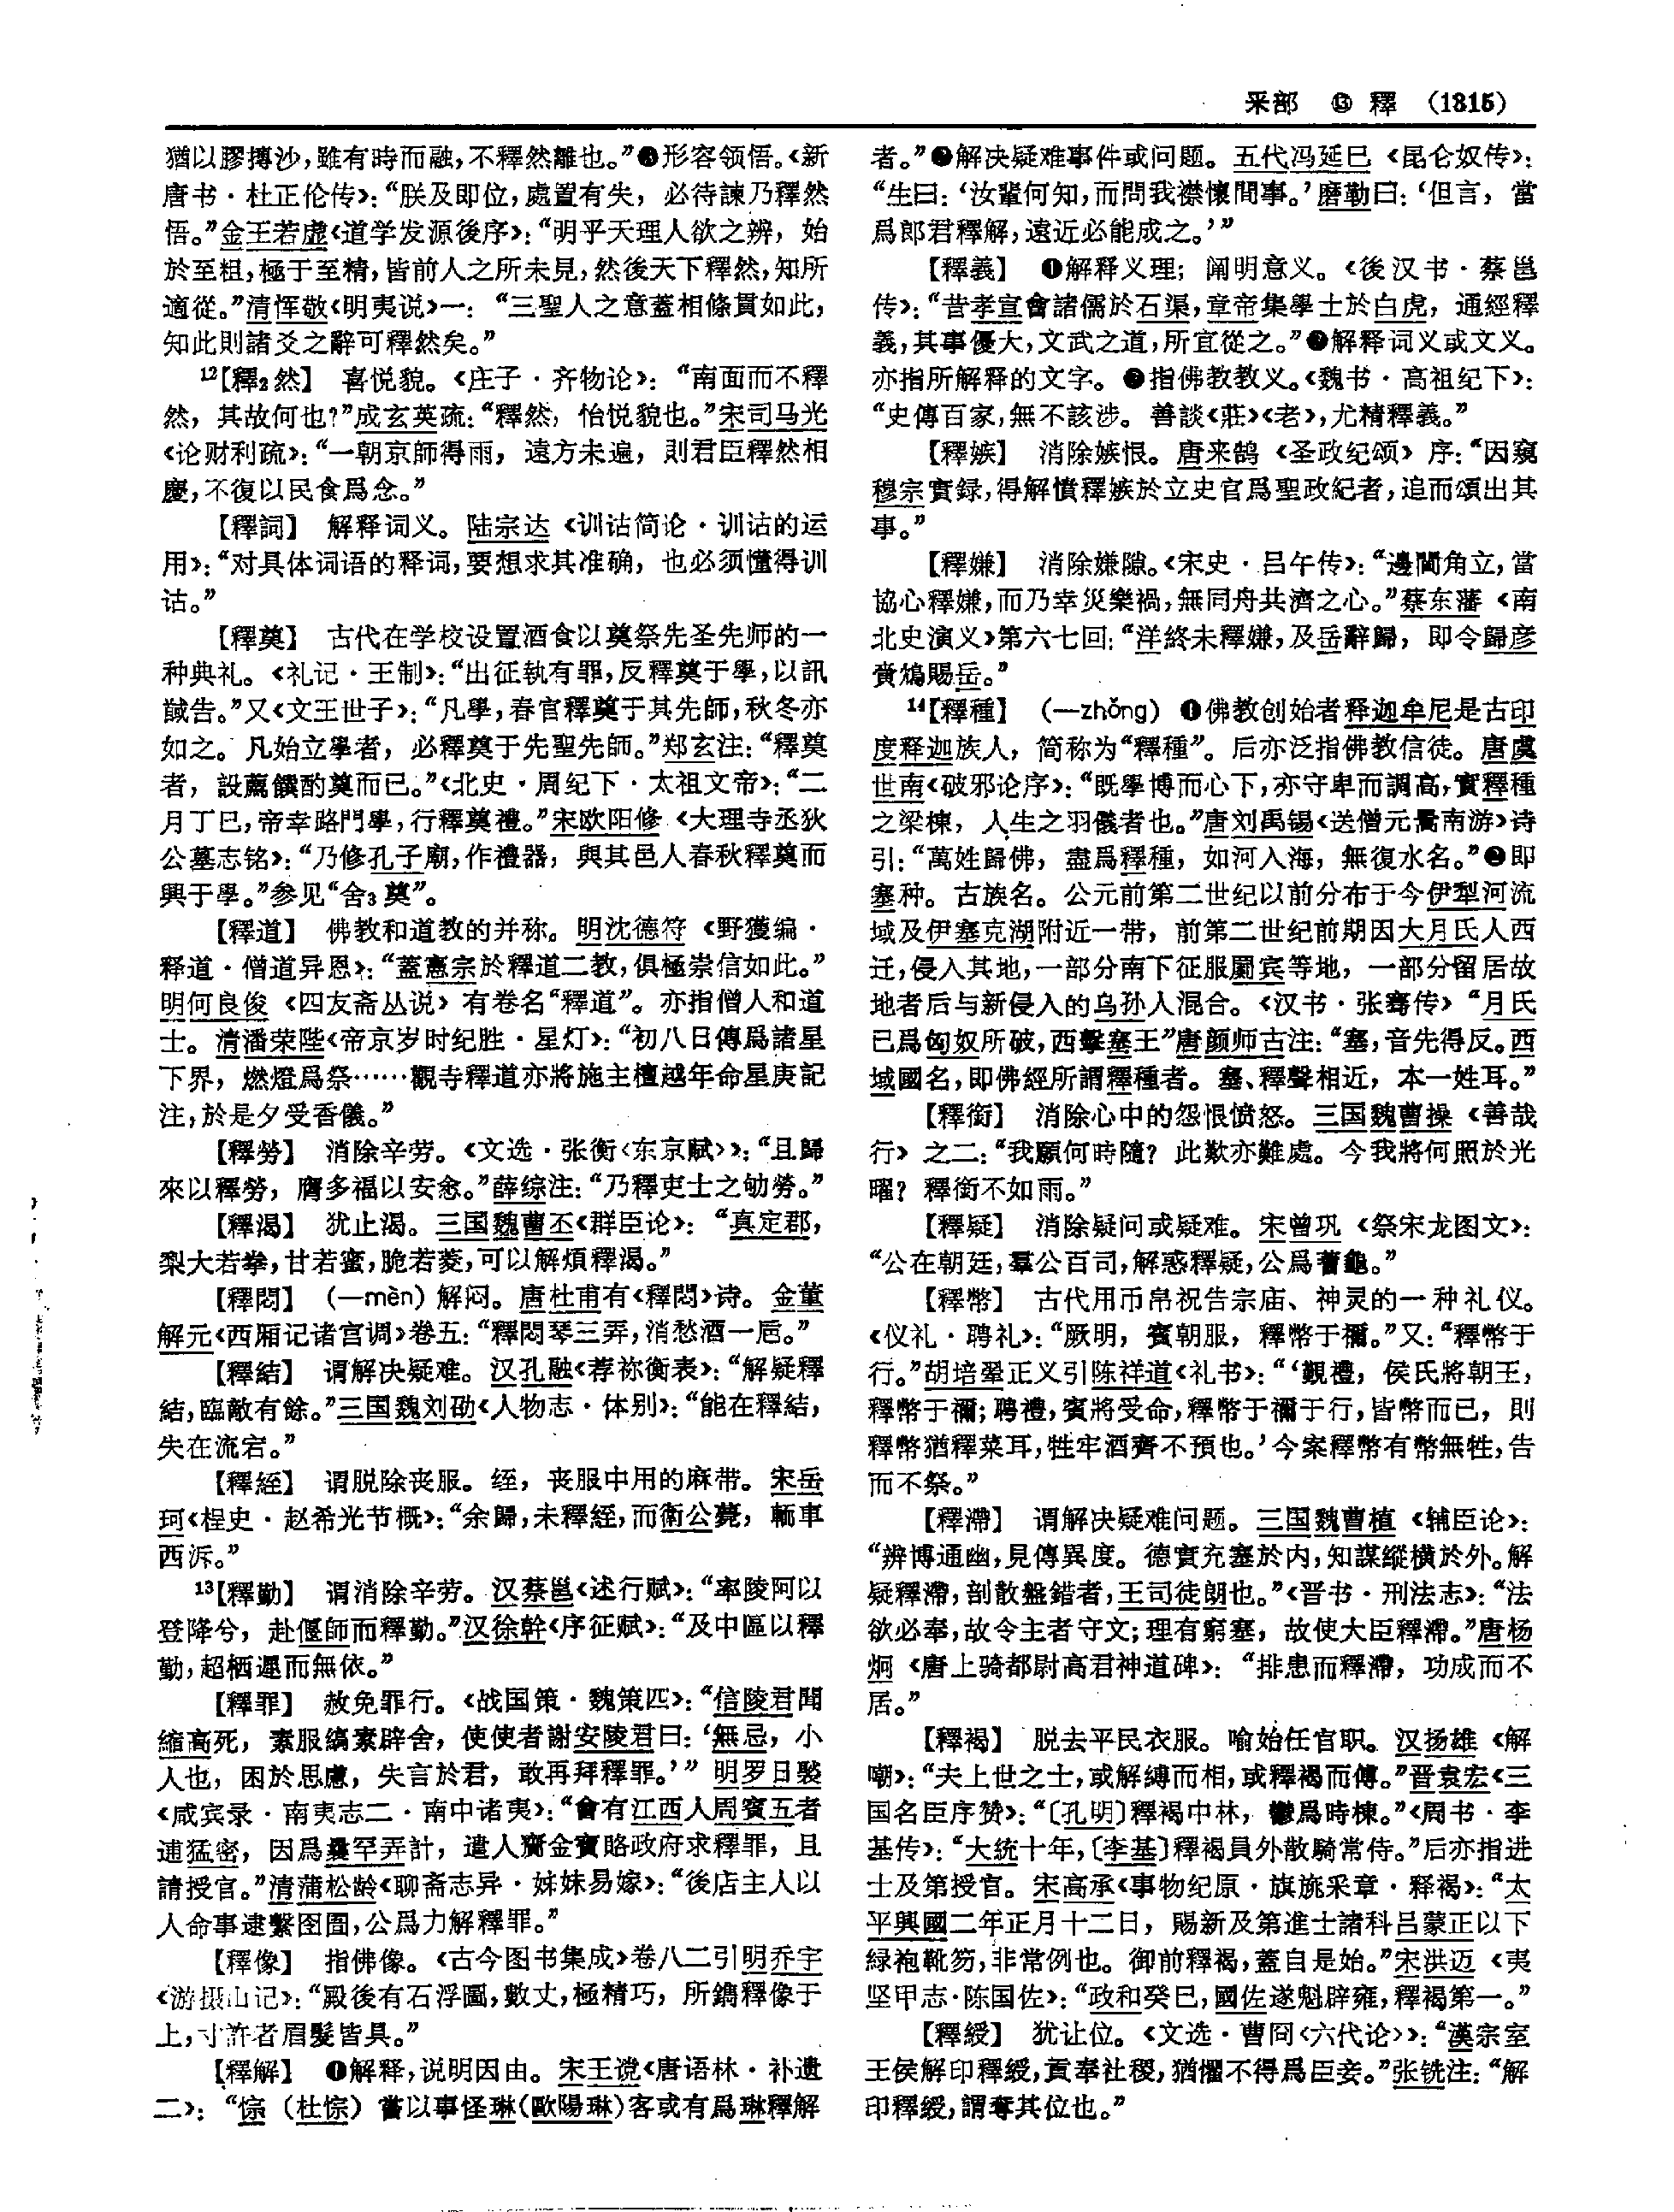 釆部 ⓭ 釋 （1315）
猶以膠摶沙，雖有時而融，不釋然離也。”❸形容领悟。《新
唐书·杜正伦传》：“朕及即位，處置有失，必待諫乃釋然
悟。”金王若虚《道学发源後序》：“明乎天理人欲之辨，始
於至粗，極于至精，皆前人之所未見，然後天下釋然，知所
適從。”清恽敬《明夷说》一：“三聖人之意蓋相條貫如此，
知此則諸爻之辭可釋然矣。”
12【釋₂然】 喜悦貌。《庄子·齐物论》：“南面而不釋
然，其故何也？”成玄英疏：“釋然，怡悦貌也。”宋司马光
《论财利疏》：“一朝京師得雨，遠方未遍，則君臣釋然相
慶，不復以民食爲念。”
【釋詞】 解释词义。陆宗达《训诂简论·训诂的运
用》：“对具体词语的释词，要想求其准确，也必须懂得训
诂。”
【釋奠】 古代在学校设置酒食以奠祭先圣先师的一
种典礼。《礼记·王制》：“出征執有罪，反釋奠于學，以訊
馘告。”又《文王世子》：“凡學，春官釋奠于其先師，秋冬亦
如之。凡始立學者，必釋奠于先聖先師。”郑玄注：“釋奠
者，設薦饌酌奠而已。”《北史·周纪下·太祖文帝》：“二
月丁巳，帝幸路門學，行釋奠禮。”宋欧阳修《大理寺丞狄
公墓志铭》：“乃修孔子廟，作禮器，與其邑人春秋釋奠而
興于學。”参见“舍₃奠”。
【釋道】 佛教和道教的并称。明沈德符《野獲编·
释道·僧道异恩》：“蓋憲宗於釋道二教，俱極崇信如此。”
明何良俊《四友斋丛说》有卷名“釋道”。亦指僧人和道
士。清潘荣陛《帝京岁时纪胜·星灯》：“初八日傳爲諸星
下界，燃燈爲祭……觀寺釋道亦將施主檀越年命星庚記
注，於是夕受香儀。”
【釋勞】 消除辛劳。《文选·张衡〈东京赋〉》：“且歸
來以釋勞，膺多福以安悆。”薛综注：“乃釋吏士之劬勞。”
【釋渴】 犹止渴。三国魏曹丕《群臣论》：“真定郡，
梨大若拳，甘若蜜，脆若菱，可以解煩釋渴。”
【釋悶】 （—mèn）解闷。唐杜甫有《釋悶》诗。金董
解元《西厢记诸宫调》卷五：“釋悶琴三弄，消愁酒一卮。”
【釋結】 谓解决疑难。汉孔融《荐祢衡表》：“解疑釋
結，臨敵有餘。”三国魏刘劭《人物志·体别》：“能在釋結，
失在流宕。”
【釋絰】 谓脱除丧服。绖，丧服中用的麻带。宋岳
珂《桯史·赵希光节概》：“余歸，未釋絰，而衛公薨，輀車
西泝。”
13【釋勤】 谓消除辛劳。汉蔡邕《述行赋》：“率陵阿以
登降兮，赴偃師而釋勤。”汉徐幹《序征赋》：“及中區以釋
勤，超栖遲而無依。”
【釋罪】 赦免罪行。《战国策·魏策四》：“信陵君聞
縮高死，素服縞素辟舍，使使者謝安陵君曰：‘無忌，小
人也，困於思慮，失言於君，敢再拜釋罪。’”明罗日褧
《咸宾录·南夷志二·南中诸夷》：“會有江西人周賓五者
逋猛密，因爲曩罕弄計，遣人齎金寶賂政府求釋罪，且
請授官。”清蒲松龄《聊斋志异·姊妹易嫁》：“後店主人以
人命事逮繫囹圄，公爲力解釋罪。”
【釋像】 指佛像。《古今图书集成》卷八二引明乔宇
《游摄山记》：“殿後有石浮圖，數丈，極精巧，所鐫釋像于
上，寸許者眉髮皆具。”
【釋解】 ❶解释，说明因由。宋王谠《唐语林·补遗
二》：“悰（杜悰）嘗以事怪琳（歐陽琳）客或有爲琳釋解
者。”❷解决疑难事件或问题。五代冯延巳《昆仑奴传》：
“生曰：‘汝輩何知，而問我襟懷間事。’磨勒曰：‘但言，當
爲郎君釋解，遠近必能成之。’”
【釋義】 ❶解释义理；阐明意义。《後汉书·蔡邕
传》：“昔孝宣會諸儒於石渠，章帝集學士於白虎，通經釋
義，其事優大，文武之道，所宜從之。”❷解释词义或文义。
亦指所解释的文字。❸指佛教教义。《魏书·高祖纪下》：
“史傳百家，無不該涉。善談《莊》《老》，尤精釋義。”
【釋嫉】 消除嫉恨。唐来鹄《圣政纪颂》序：“因窺
穆宗實録，得解憤釋嫉於立史官爲聖政紀者，追而頌出其
事。”
【釋嫌】 消除嫌隙。《宋史·吕午传》：“邊閫角立，當
協心釋嫌，而乃幸災樂禍，無同舟共濟之心。”蔡东藩《南
北史演义》第六七回：“洋終未釋嫌，及岳辭歸，即令歸彦
賫鴆賜岳。”
14【釋種】 （—zhǒng）❶佛教创始者释迦牟尼是古印
度释迦族人，简称为“釋種”。后亦泛指佛教信徒。唐虞
世南《破邪论序》：“既學博而心下，亦守卑而調高，實釋種
之梁棟，人生之羽儀者也。”唐刘禹锡《送僧元暠南游》诗
引：“萬姓歸佛，盡爲釋種，如河入海，無復水名。”❷即
塞种。古族名。公元前第二世纪以前分布于今伊犁河流
域及伊塞克湖附近一带，前第二世纪前期因大月氏人西
迁，侵入其地，一部分南下征服罽宾等地，一部分留居故
地者后与新侵入的乌孙人混合。《汉书·张骞传》“月氏
已爲匈奴所破，西擊塞王”唐颜师古注：“塞，音先得反。西
域國名，即佛經所謂釋種者。塞、釋聲相近，本一姓耳。”
【釋銜】 消除心中的怨恨愤怒。三国魏曹操《善哉
行》之二：“我願何時隨？此歎亦難處。今我將何照於光
曜？釋銜不如雨。”
【釋疑】 消除疑问或疑难。宋曾巩《祭宋龙图文》：
“公在朝廷，羣公百司，解惑釋疑，公爲蓍龜。”
【釋幣】 古代用币帛祝告宗庙、神灵的一种礼仪。
《仪礼·聘礼》：“厥明，賓朝服，釋幣于禰。”又：“釋幣于
行。”胡培翚正义引陈祥道《礼书》：“‘覲禮，侯氏將朝王，
釋幣于禰；聘禮，賓將受命，釋幣于禰于行，皆幣而已，則
釋幣猶釋菜耳，牲牢酒齊不預也。’今案釋幣有幣無牲，告
而不祭。”
【釋滯】 谓解决疑难问题。三国魏曹植《辅臣论》：
“辨博通幽，見傳異度。德實充塞於内，知謀縱横於外。解
疑釋滯，剖散盤錯者，王司徒朗也。”《晋书·刑法志》：“法
欲必奉，故令主者守文；理有窮塞，故使大臣釋滯。”唐杨
炯《唐上骑都尉高君神道碑》：“排患而釋滯，功成而不
居。”
【釋褐】 脱去平民衣服。喻始任官职。汉扬雄《解
嘲》：“夫上世之士，或解縛而相，或釋褐而傅。”晋袁宏《三
国名臣序赞》：“〔孔明〕釋褐中林，鬱爲時棟。”《周书·李
基传》：“大统十年，〔李基〕釋褐員外散騎常侍。”后亦指进
士及第授官。宋高承《事物纪原·旗旐采章·释褐》：“太
平興國二年正月十二日，賜新及第進士諸科吕蒙正以下
緑袍靴笏，非常例也。御前釋褐，蓋自是始。”宋洪迈《夷
坚甲志·陈国佐》：“政和癸巳，國佐遂魁辟雍，釋褐第一。”
【釋綬】 犹让位。《文选·曹冏〈六代论〉》：“漢宗室
王侯解印釋綬，貢奉社稷，猶懼不得爲臣妾。”张铣注：“解
印釋綬，謂奪其位也。”